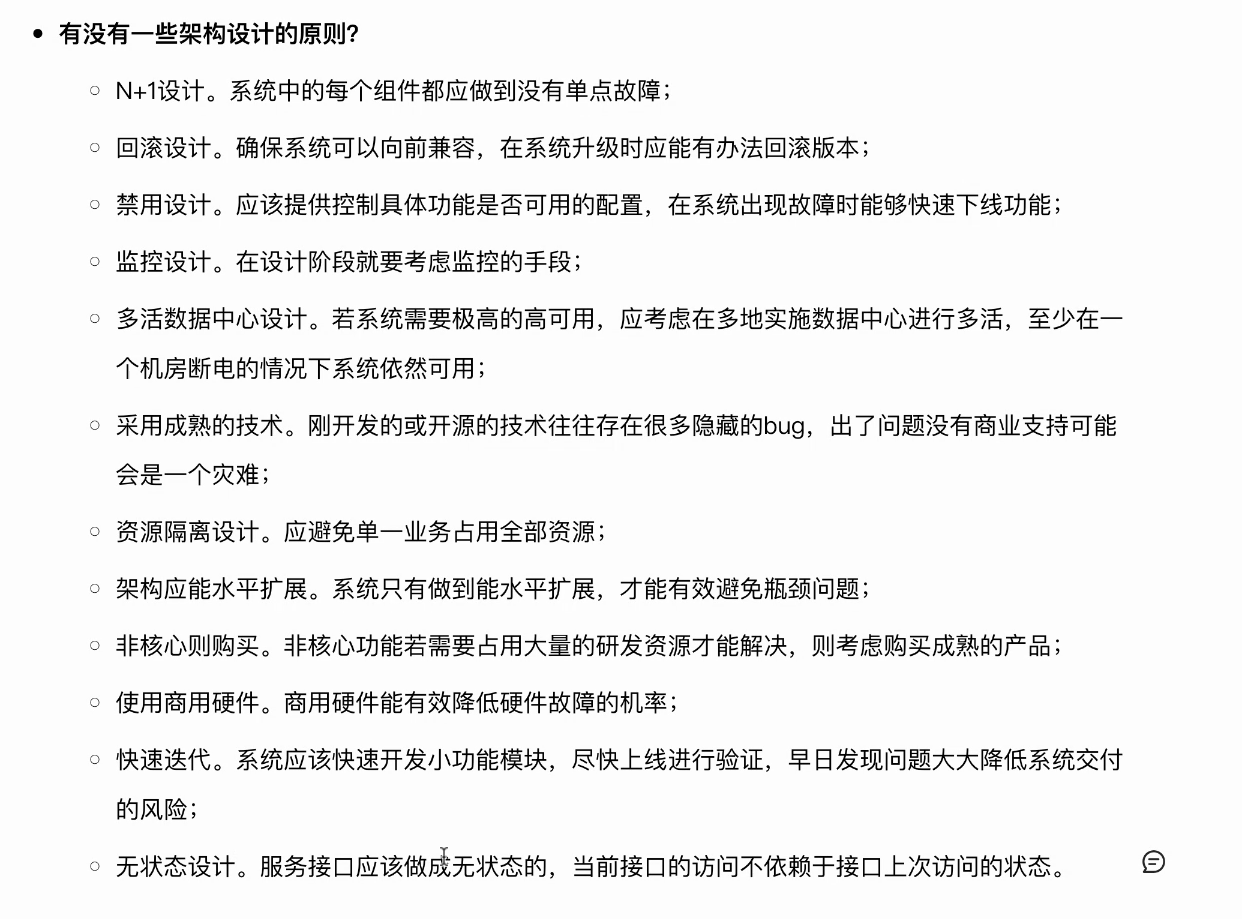 有没有一些架构设计的原则?
N+1设计。系统中的每个组件都应做到没有单点故障；
回滚设计。确保系统可以向前兼容，在系统升级时应能有办法回滚版本；
禁用设计。应该提供控制具体功能是否可用的配置，在系统出现故障时能够快速下线功能；
监控设计。在设计阶段就要考虑监控的手段；
多活数据中心设计。若系统需要极高的高可用，应考虑在多地实施数据中心进行多活，至少在一
个机房断电的情况下系统依然可用；
采用成熟的技术。刚开发的或开源的技术往往存在很多隐藏的bug，出了问题没有商业支持可能
会是一个灾难；
资源隔离设计。应避免单一业务占用全部资源；
架构应能水平扩展。系统只有做到能水平扩展，才能有效避免瓶颈问题；
非核心则购买。非核心功能若需要占用大量的研发资源才能解决，则考虑购买成熟的产品；
使用商用硬件。商用硬件能有效降低硬件故障的机率；
快速迭代。系统应该快速开发小功能模块，尽快上线进行验证，早日发现问题大大降低系统交付
的风险；
无状态设计。服务接口应该做成无状态的，当前接口的访问不依赖于接口上次访问的状态。